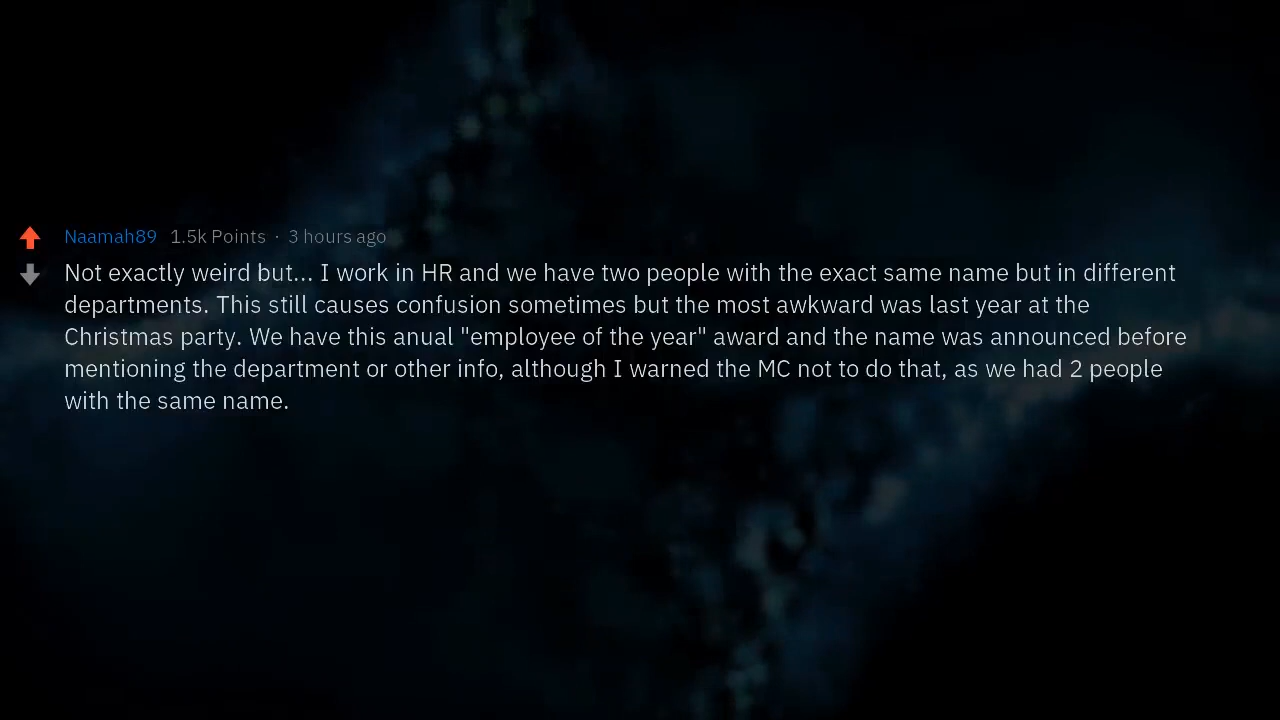 Naamah89 1.5k Points · 3 hours ago
Not exactly weird but... I work in HR and we have two people with the exact same name but in different
departments. This still causes confusion sometimes but the most awkward was last year at the
Christmas party. We have this anual "employee of the year" award and the name was announced before
mentioning the department or other info, although I warned the MC not to do that, as we had 2 people
with the same name.